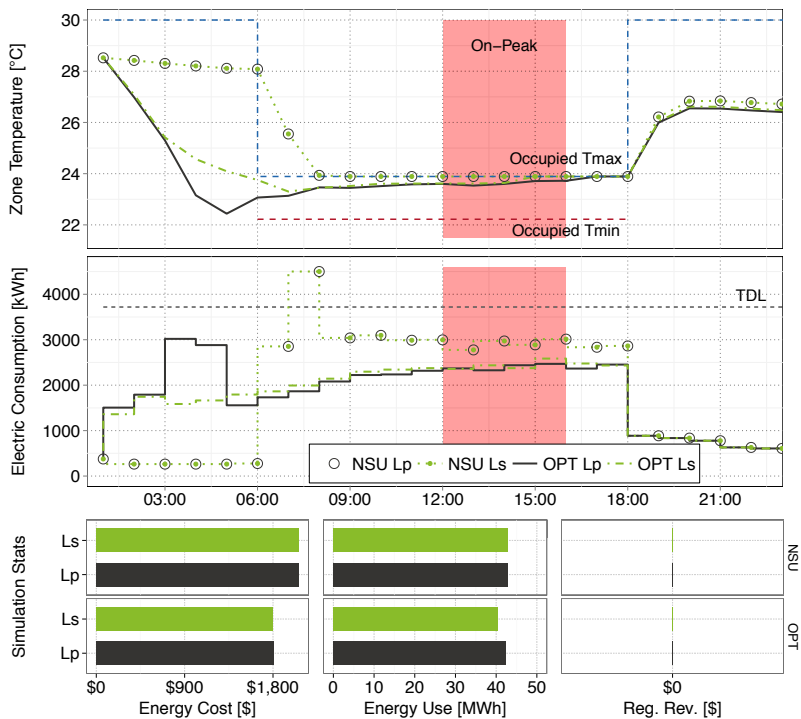 Zone Temperature [°C]
30
28
26
24
22
On−Peak
Occupied Tmax
Occupied Tmin
Electric Consumption [kWh]
4000
3000
2000
1000
0
TDL
NSU Lp NSU Ls OPT Lp OPT Ls
03:00 06:00 09:00 12:00 15:00 18:00 21:00
Simulation Stats
Ls
Lp
NSU
Ls
Lp
OPT
$0 $900 $1,800
Energy Cost [$]
0 10 20 30 40 50
Energy Use [MWh]
$0
Reg. Rev. [$]